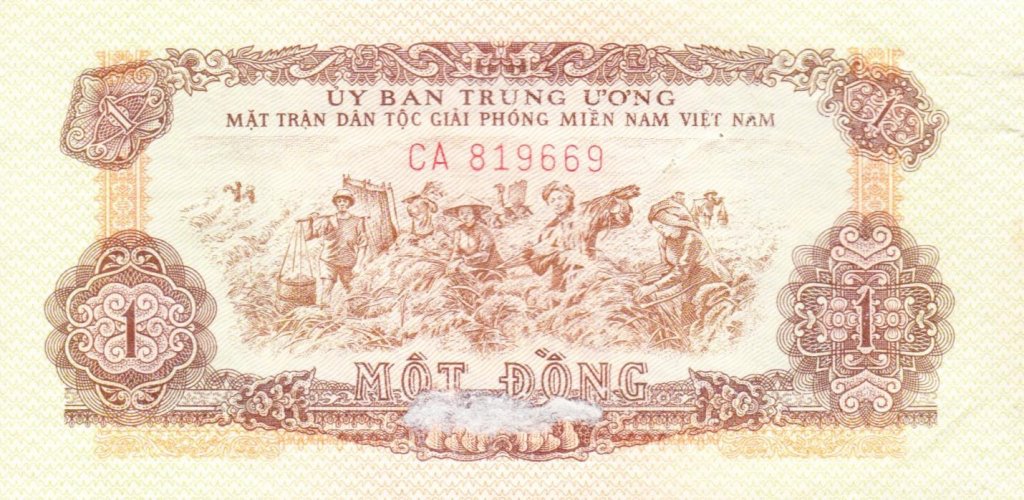 1
1
ỦY BAN TRUNG ƯƠNG
MẶT TRẬN DÂN TỘC GIẢI PHÓNG MIỀN NAM VIỆT NAM
CA 819669
1
1
MỘT ĐỒNG